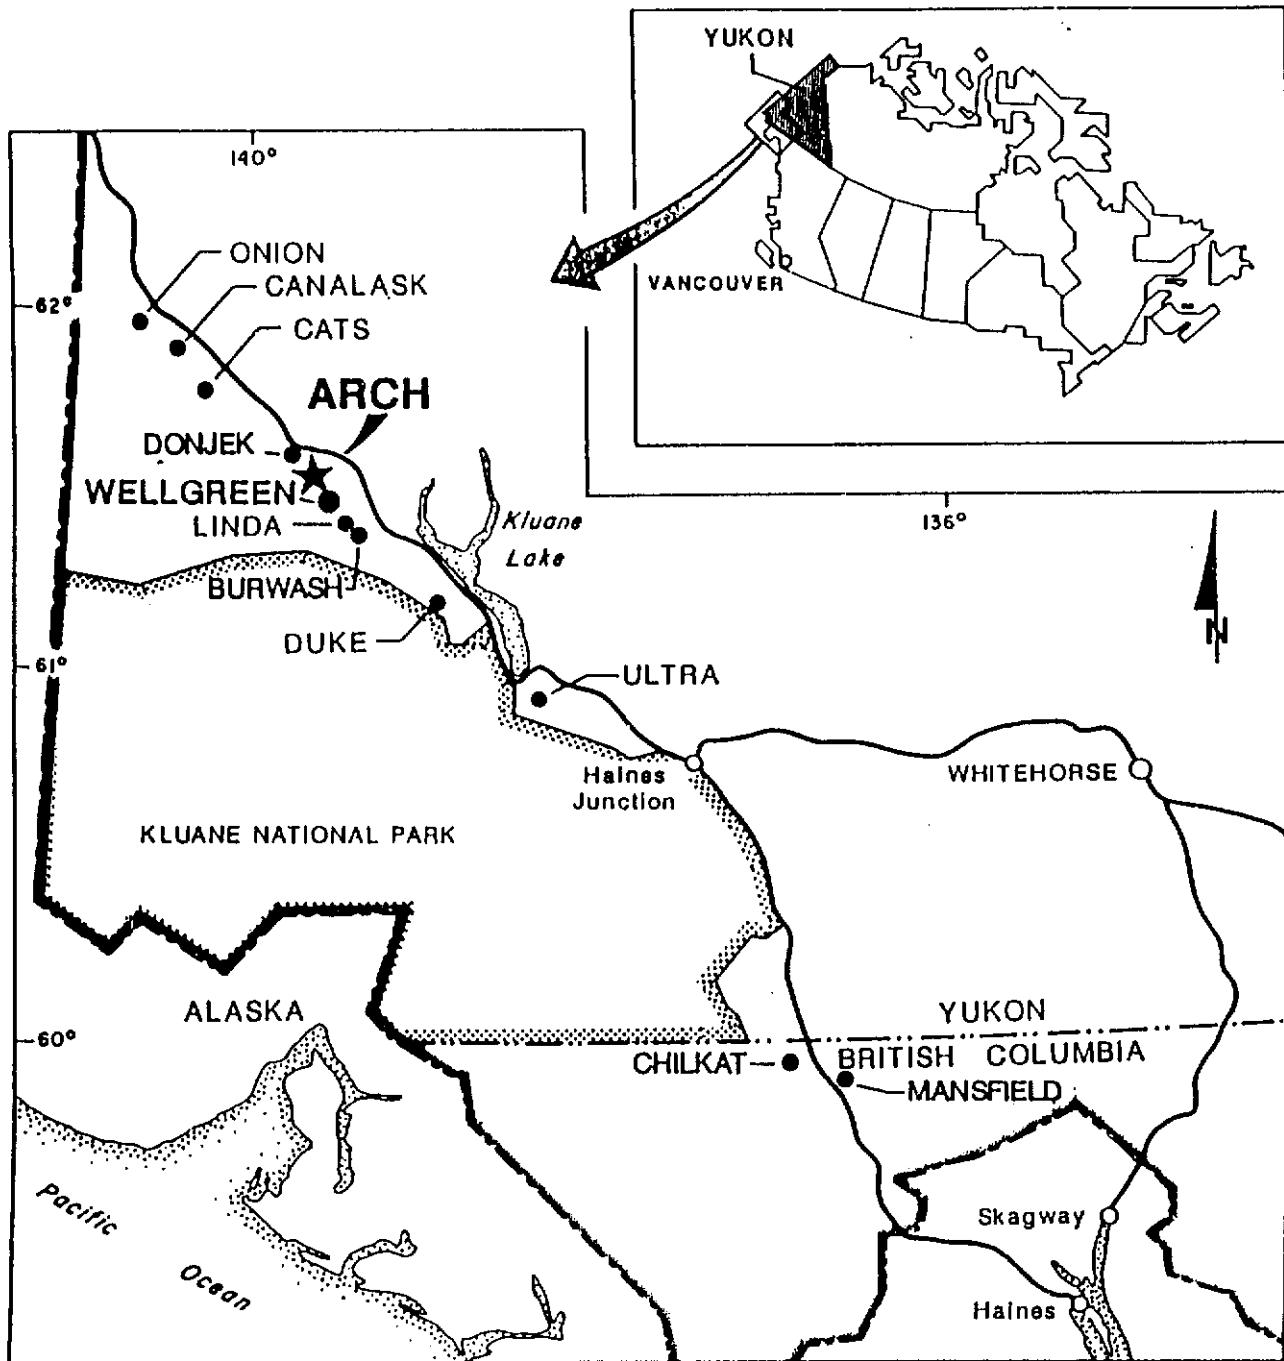 YUKON
VANCOUVER
140°
ONION
CANALASK
62°
CATS
ARCH
DONJEK
WELLGREEN
LINDA
Kluane
Lake
136°
BURWASH
DUKE
N
61°
ULTRA
Haines
Junction
WHITEHORSE
KLUANE NATIONAL PARK
ALASKA
YUKON
60°
CHILKAT
BRITISH COLUMBIA
MANSFIELD
Pacific
Ocean
Skagway
Haines